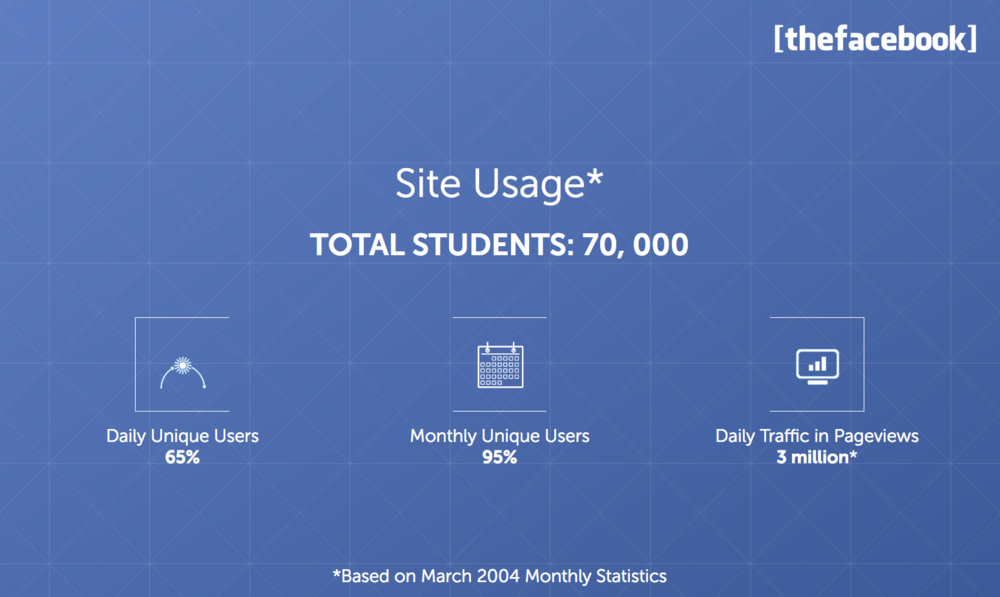 [thefacebook]
Site Usage*
TOTAL STUDENTS: 70, 000
Daily Unique Users
65%
Monthly Unique Users
95%
Daily Traffic in Pageviews
3 million*
*Based on March 2004 Monthly Statistics